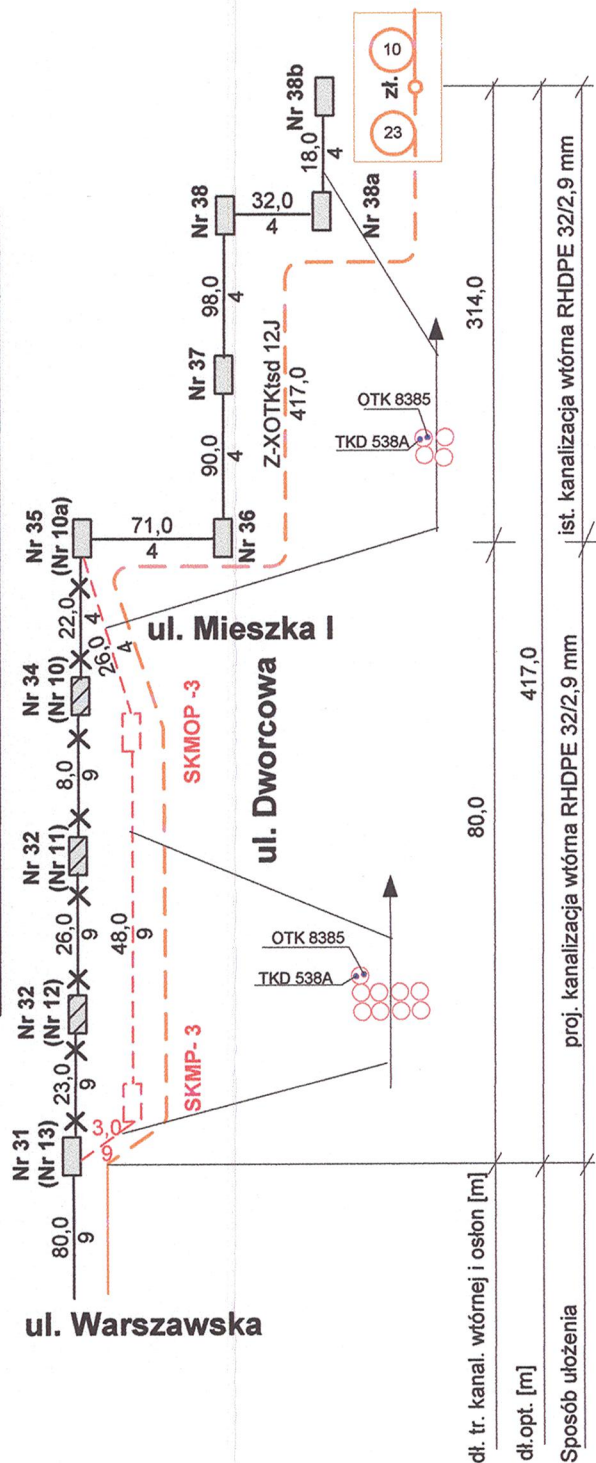 ul. Warszawska
80,0
9
Nr 31
(Nr 13)
23,0
9
Nr 32
(Nr 12)
26,0
9
Nr 32
(Nr 11)
8,0
9
Nr 34
(Nr 10)
22,0
4
Nr 35
(Nr 10a)
3,0
9
SKMP- 3
48,0
9
SKMOP -3
26,0
4
ul. Mieszka I
ul. Dworcowa
71,0
4
Nr 36
90,0
4
Nr 37
98,0
4
Nr 38
32,0
4
Nr 38a
18,0
4
Nr 38b
Z-XOTKtsd 12J
417,0
23
zł.
10
OTK 8385
TKD 538A
OTK 8385
TKD 538A
dł. tr. kanal. wtórnej i osłon [m]
80,0
314,0
dł.opt. [m]
417,0
Sposób ułożenia
proj. kanalizacja wtórna RHDPE 32/2,9 mm
ist. kanalizacja wtórna RHDPE 32/2,9 mm